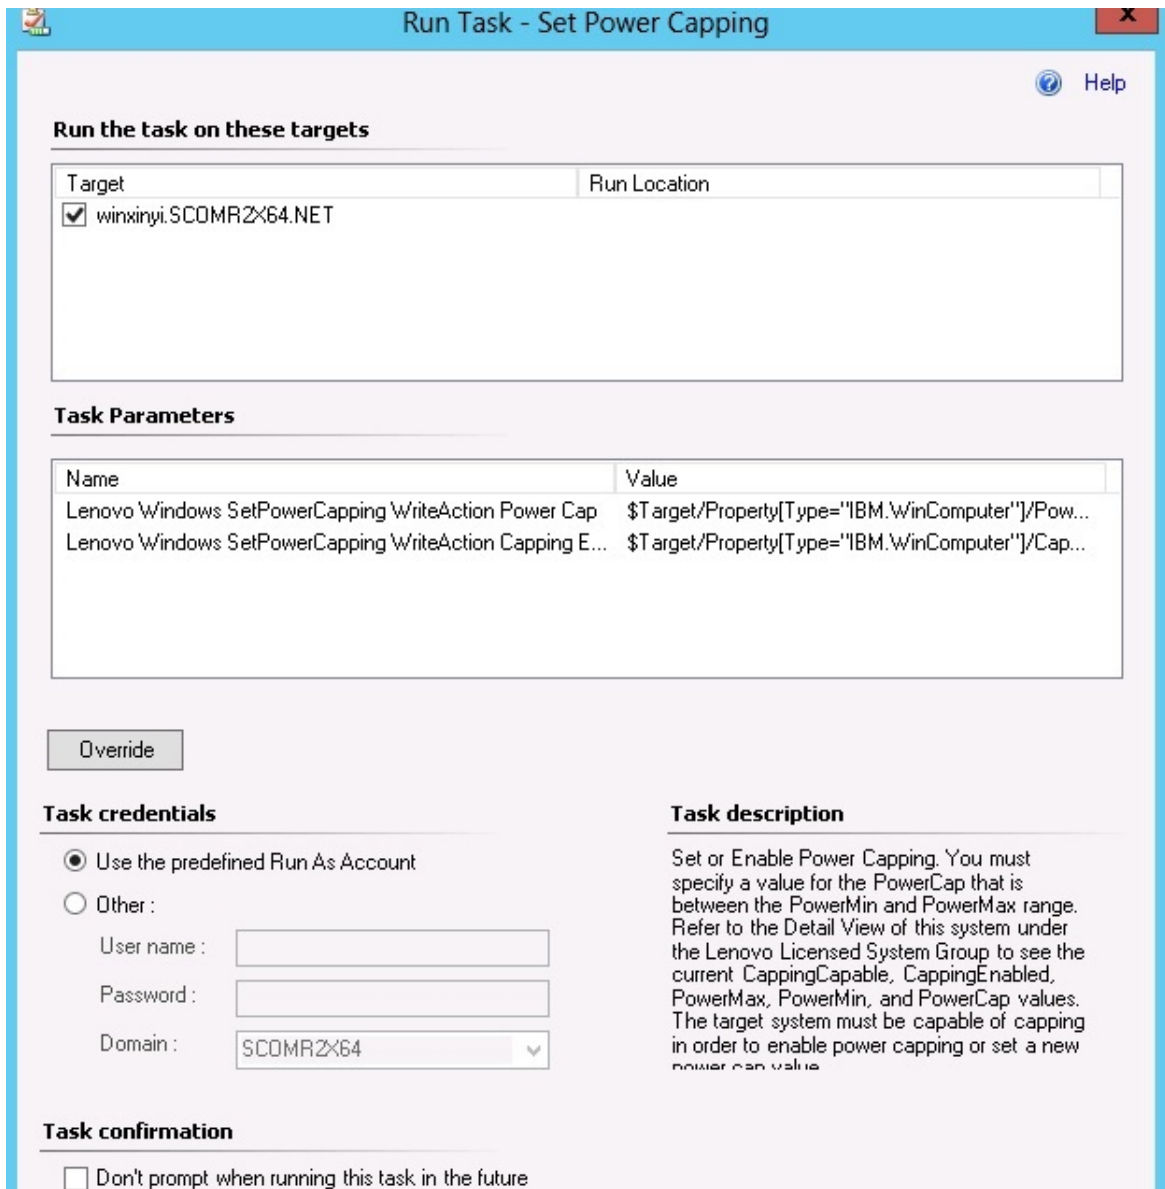 Run Task - Set Power Capping
x
Help
Run the task on these targets
Target Run Location
winxinyi.SCOMR2X64.NET
Task Parameters
Name Value
Lenovo Windows SetPowerCapping WriteAction Power Cap $Target/Property[Type="IBM.WinComputer"]/Pow...
Lenovo Windows SetPowerCapping WriteAction Capping E... $Target/Property[Type="IBM.WinComputer"]/Cap...
Override
Task credentials
Use the predefined Run As Account
Other :
User name :
Password :
Domain : SCOMR2X64
Task description
Set or Enable Power Capping. You must
specify a value for the PowerCap that is
between the PowerMin and PowerMax range.
Refer to the Detail View of this system under
the Lenovo Licensed System Group to see the
current CappingCapable, CappingEnabled,
PowerMax, PowerMin, and PowerCap values.
The target system must be capable of capping
in order to enable power capping or set a new
power cap value
Task confirmation
Don't prompt when running this task in the future